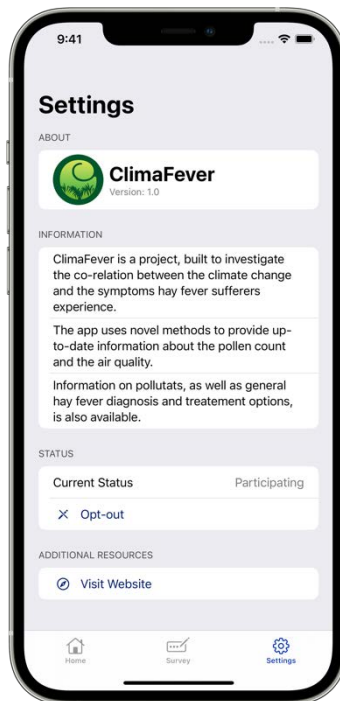 9:41
Settings
ABOUT
ClimaFever
Version: 1.0
INFORMATION
ClimaFever is a project, built to investigate
the co-relation between the climate change
and the symptoms hay fever sufferers
experience.
The app uses novel methods to provide up-
to-date information about the pollen count
and the air quality.
Information on pollutats, as well as general
hay fever diagnosis and treatement options,
is also available.
STATUS
Current Status Participating
Opt-out
ADDITIONAL RESOURCES
Visit Website
Home Survey Settings